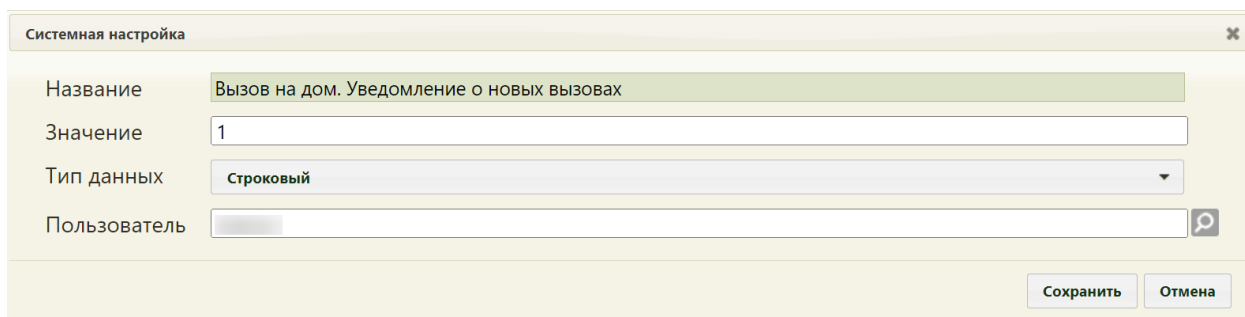 Системная настройка
Название Вызов на дом. Уведомление о новых вызовах
Значение 1
Тип данных Строковый
Пользователь
Сохранить Отмена